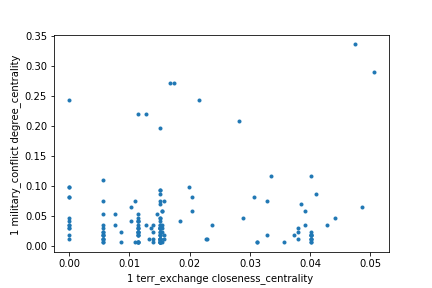 0.35
0.30
0.25
0.20
0.15
0.10
0.05
0.00
1 military_conflict degree_centrality
0.00 0.01 0.02 0.03 0.04 0.05
1 terr_exchange closeness_centrality